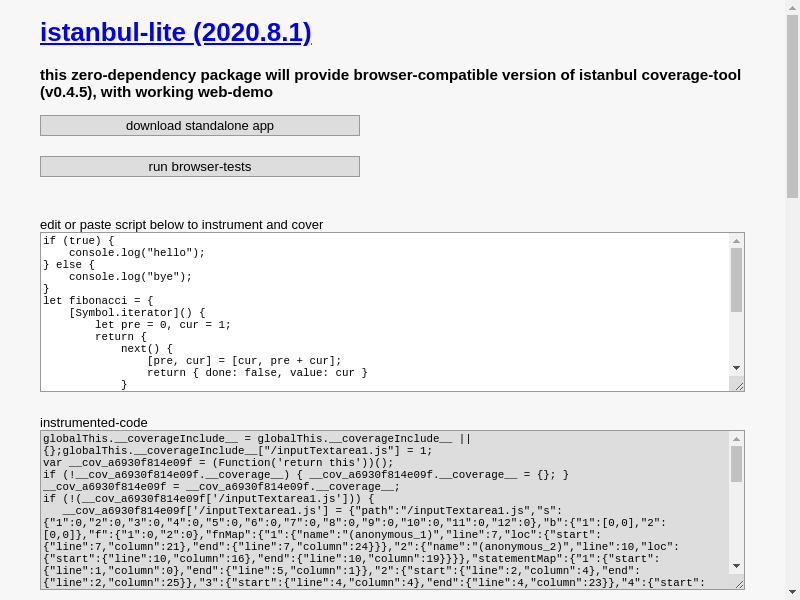 istanbul-lite (2020.8.1)
this zero-dependency package will provide browser-compatible version of istanbul coverage-tool
(v0.4.5), with working web-demo
download standalone app
run browser-tests
edit or paste script below to instrument and cover
if (true) {
    console.log("hello");
} else {
    console.log("bye");
}
let fibonacci = {
    [Symbol.iterator]() {
        let pre = 0, cur = 1;
        return {
            next() {
                [pre, cur] = [cur, pre + cur];
                return { done: false, value: cur }
            }
instrumented-code
globalThis.__coverageInclude__ = globalThis.__coverageInclude__ ||
{};globalThis.__coverageInclude__["/inputTextarea1.js"] = 1;
var __cov_a6930f814e09f = (Function('return this'))();
if (!__cov_a6930f814e09f.__coverage__) { __cov_a6930f814e09f.__coverage__ = {}; }
__cov_a6930f814e09f = __cov_a6930f814e09f.__coverage__;
if (!(__cov_a6930f814e09f['/inputTextarea1.js'])) {
   __cov_a6930f814e09f['/inputTextarea1.js'] = {"path":"/inputTextarea1.js","s":
{"1":0,"2":0,"3":0,"4":0,"5":0,"6":0,"7":0,"8":0,"9":0,"10":0,"11":0,"12":0},"b":{"1":[0,0],"2":
[0,0]},"f":{"1":0,"2":0},"fnMap":{"1":{"name":"(anonymous_1)","line":7,"loc":{"start":
{"line":7,"column":21},"end":{"line":7,"column":24}}},"2":{"name":"(anonymous_2)","line":10,"loc":
{"start":{"line":10,"column":16},"end":{"line":10,"column":19}}}},"statementMap":{"1":{"start":
{"line":1,"column":0},"end":{"line":5,"column":1}},"2":{"start":{"line":2,"column":4},"end":
{"line":2,"column":25}},"3":{"start":{"line":4,"column":4},"end":{"line":4,"column":23}},"4":{"start":